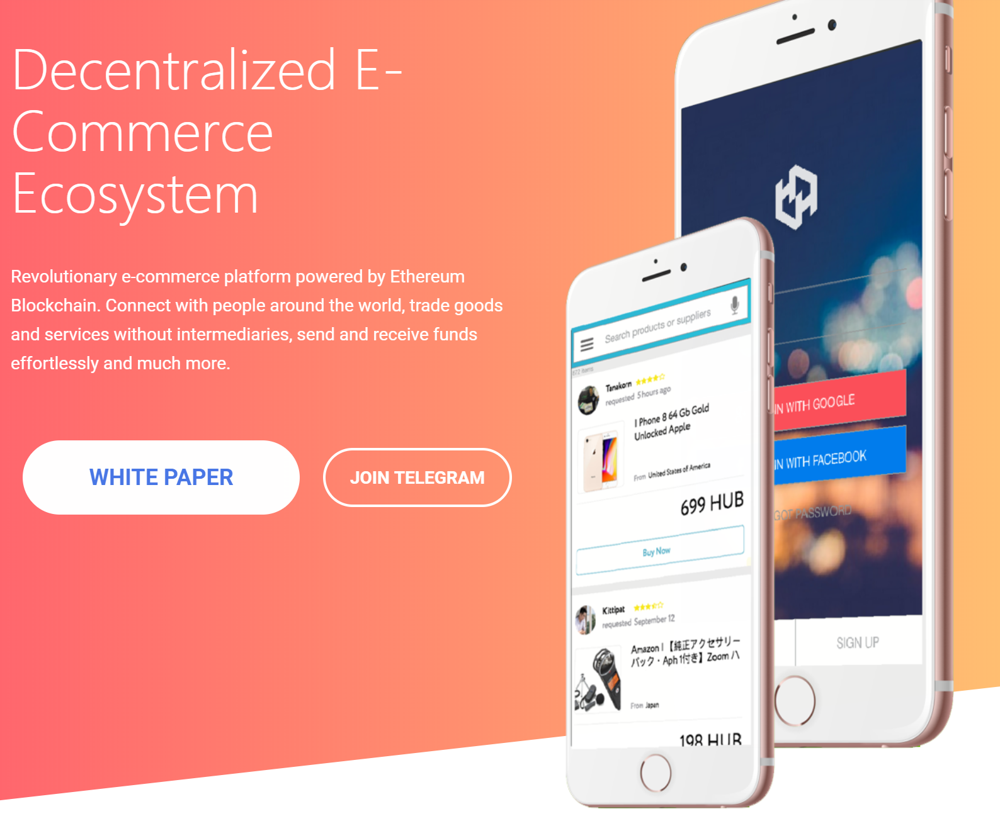 Decentralized E-
Commerce
Ecosystem
Revolutionary e-commerce platform powered by Ethereum
Blockchain. Connect with people around the world, trade goods
and services without intermediaries, send and receive funds
effortlessly and much more.
WHITE PAPER
JOIN TELEGRAM
Search products or suppliers
672 items
Tanakorn
requested 5 hours ago
I Phone 8 64 Gb Gold
Unlocked Apple
From United States of America
699 HUB
Buy Now
Kittipat
requested September 12
Amazon | 【純正アクセサリー
パック・Aph 1付き】Zoom ハ
From Japan
198 HUB
IN WITH GOOGLE
IN WITH FACEBOOK
GOT PASSWORD
SIGN UP